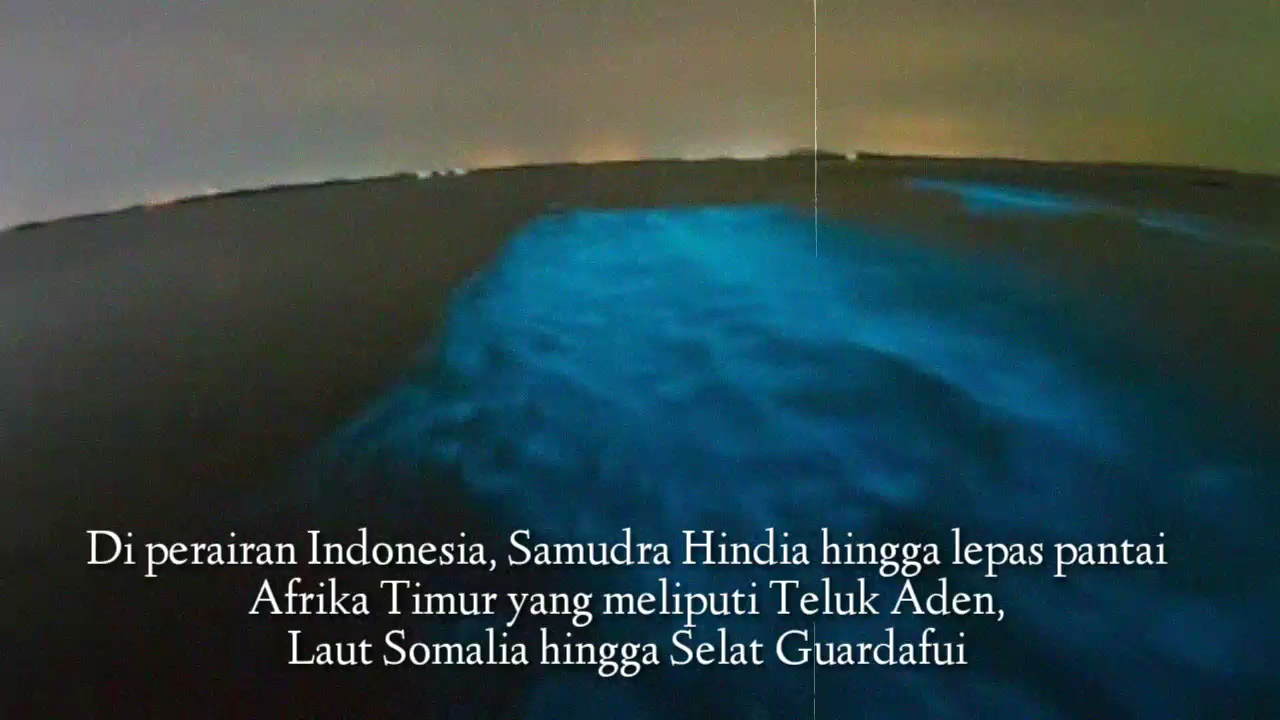 Di perairan Indonesia, Samudra Hindia hingga lepas pantai
Afrika Timur yang meliputi Teluk Aden,
Laut Somalia hingga Selat Guardafui